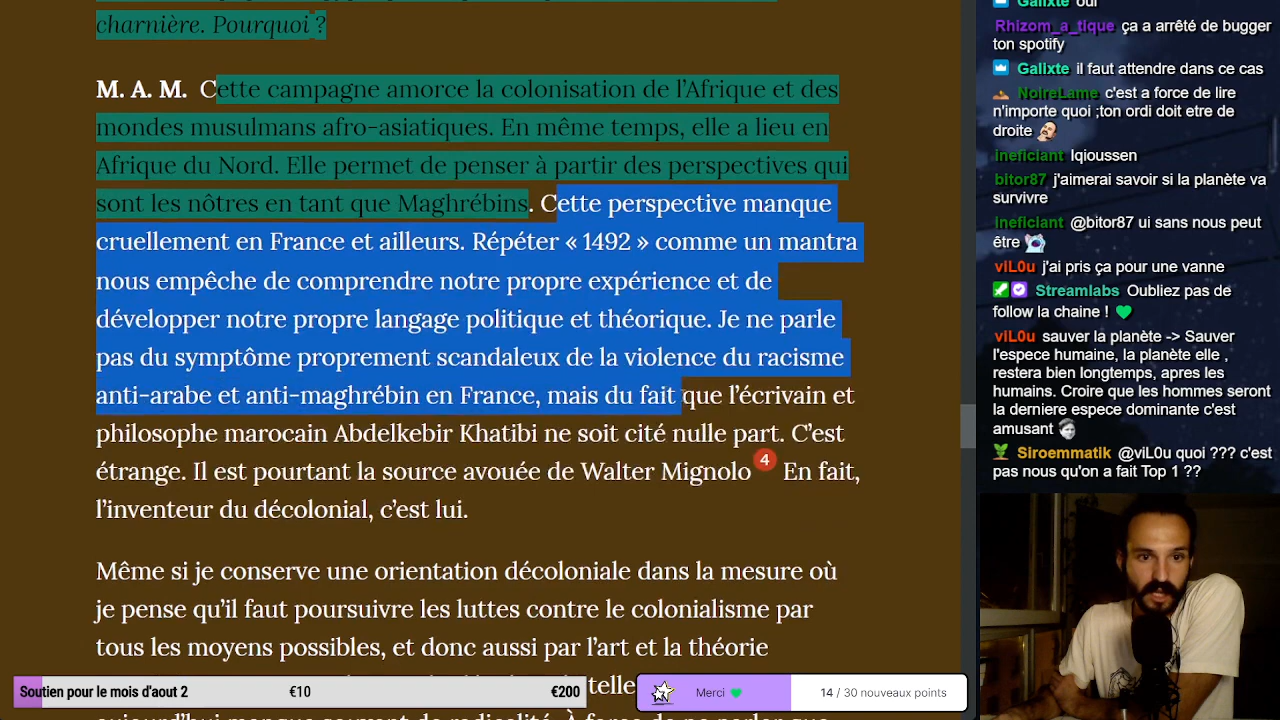 charnière. Pourquoi ?
M. A. M. Cette campagne amorce la colonisation de l’Afrique et des
mondes musulmans afro-asiatiques. En même temps, elle a lieu en
Afrique du Nord. Elle permet de penser à partir des perspectives qui
sont les nôtres en tant que Maghrébins. Cette perspective manque
cruellement en France et ailleurs. Répéter « 1492 » comme un mantra
nous empêche de comprendre notre propre expérience et de
développer notre propre langage politique et théorique. Je ne parle
pas du symptôme proprement scandaleux de la violence du racisme
anti-arabe et anti-maghrébin en France, mais du fait que l’écrivain et
philosophe marocain Abdelkebir Khatibi ne soit cité nulle part. C’est
étrange. Il est pourtant la source avouée de Walter Mignolo 4 En fait,
l’inventeur du décolonial, c’est lui.
Même si je conserve une orientation décoloniale dans la mesure où
je pense qu’il faut poursuivre les luttes contre le colonialisme par
tous les moyens possibles, et donc aussi par l’art et la théorie
telle
Soutien pour le mois d'aout 2 €10 €200
Merci 14 / 30 nouveaux points
Galixte oui
Rhizom_a_tique ça a arrêté de bugger
ton spotify
Galixte il faut attendre dans ce cas
NoireLame c'est a force de lire
n'importe quoi ;ton ordi doit etre de
droite
ineficiant lqioussen
bitor87 j'aimerai savoir si la planète va
survivre
ineficiant @bitor87 ui sans nous peut
être
viL0u j'ai pris ça pour une vanne
Streamlabs Oubliez pas de
follow la chaine !
viL0u sauver la planète -> Sauver
l'espece humaine, la planète elle ,
restera bien longtemps, apres les
humains. Croire que les hommes seront
la derniere espece dominante c'est
amusant
Siroemmatik @viL0u quoi ??? c'est
pas nous qu'on a fait Top 1 ??